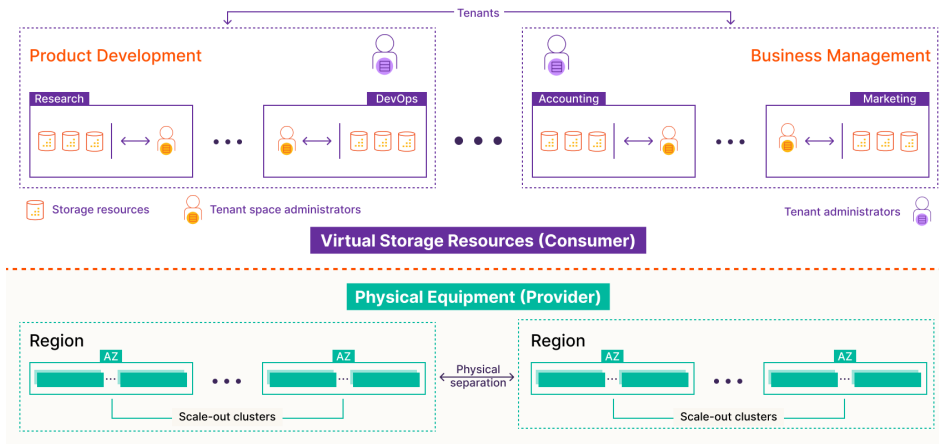 Tenants
Product Development
Business Management
Research
DevOps
Accounting
Marketing
Storage resources
Tenant space administrators
Tenant administrators
Virtual Storage Resources (Consumer)
Physical Equipment (Provider)
Region
AZ
AZ
Scale-out clusters
Physical
separation
Region
AZ
AZ
Scale-out clusters